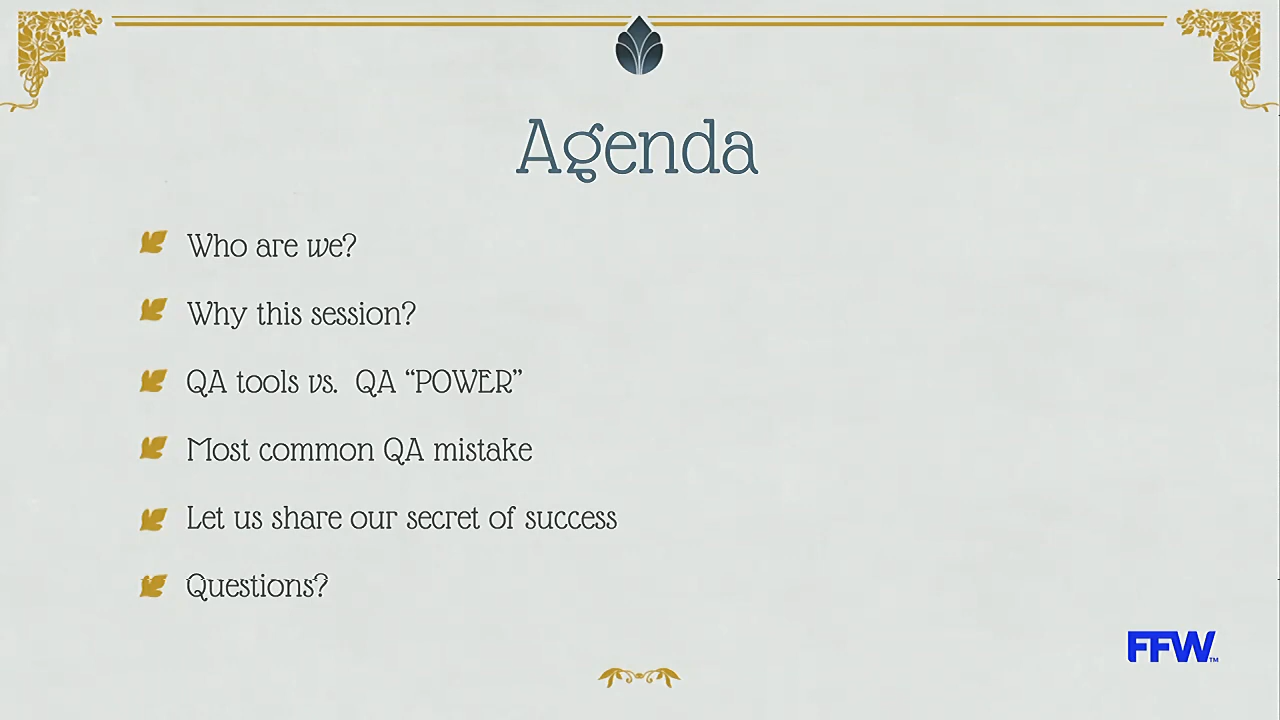 Agenda
Who are we?
Why this session?
QA tools vs.  QA “POWER”
Most common QA mistake
Let us share our secret of success
Questions?
FFW™